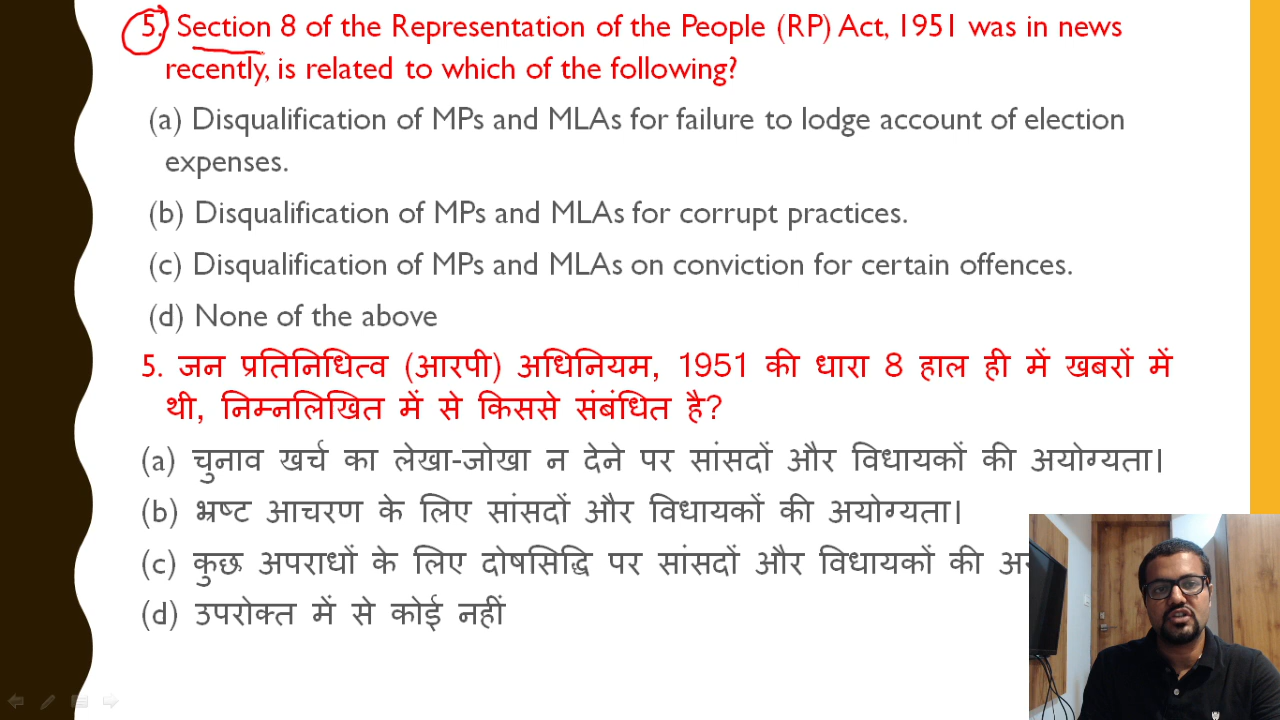 5. Section 8 of the Representation of the People (RP) Act, 1951 was in news
recently, is related to which of the following?
(a) Disqualification of MPs and MLAs for failure to lodge account of election
expenses.
(b) Disqualification of MPs and MLAs for corrupt practices.
(c) Disqualification of MPs and MLAs on conviction for certain offences.
(d) None of the above
5. जन प्रतिनिधित्व (आरपी) अधिनियम, 1951 की धारा 8 हाल ही में खबरों में
थी, निम्नलिखित में से किससे संबंधित है?
(a) चुनाव खर्च का लेखा-जोखा न देने पर सांसदों और विधायकों की अयोग्यता।
(b) भ्रष्ट आचरण के लिए सांसदों और विधायकों की अयोग्यता।
(c) कुछ अपराधों के लिए दोषसिद्धि पर सांसदों और विधायकों की
(d) उपरोक्त में से कोई नहीं